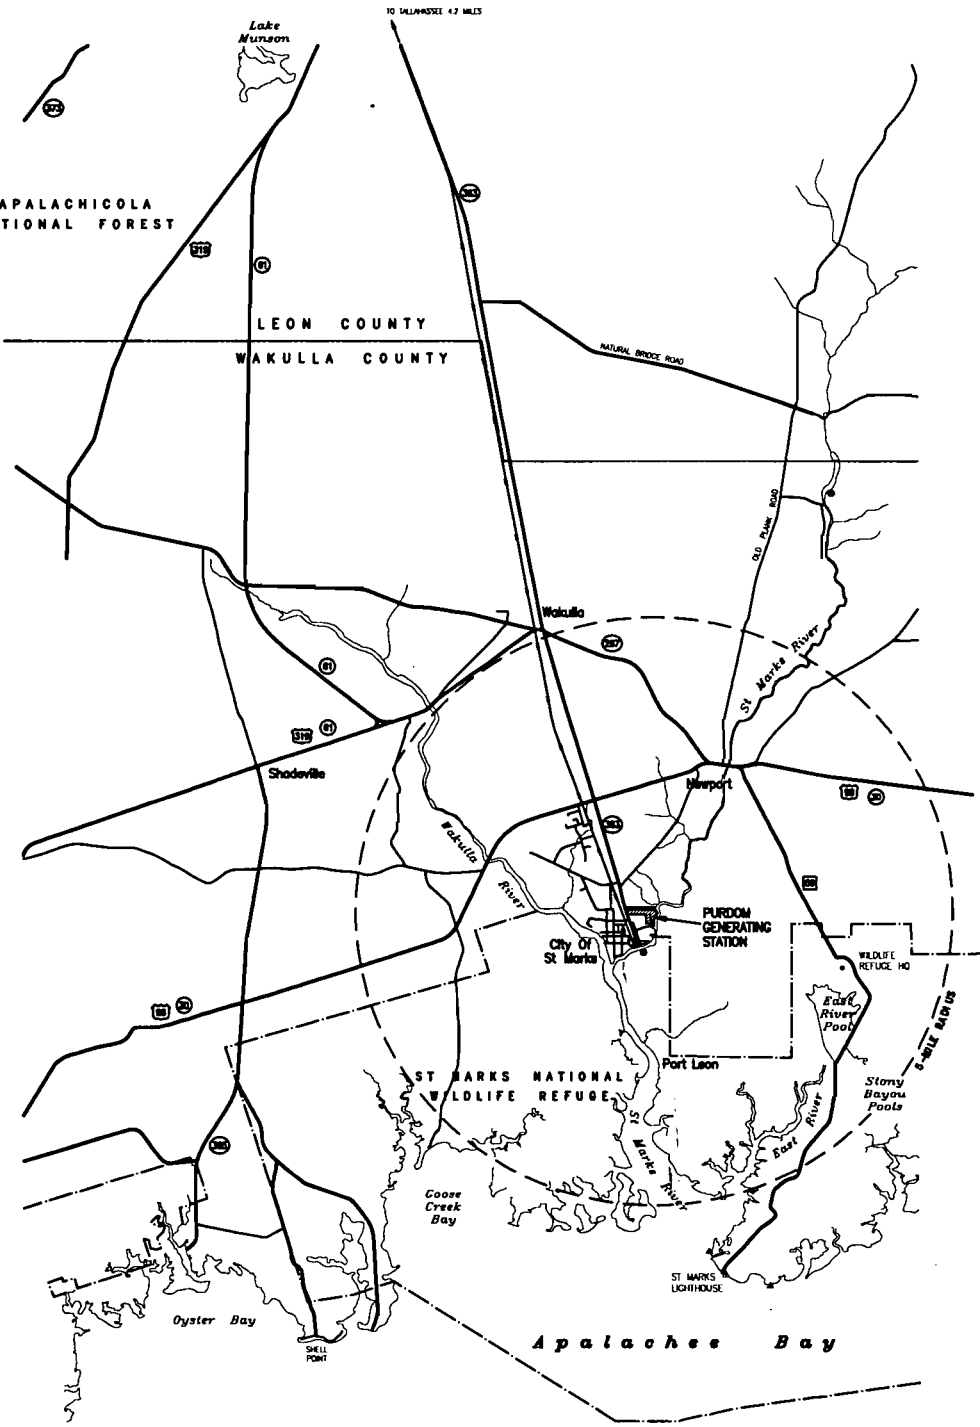 TO TALLAHASSEE 4.2 MILES
Lake
Munson
373
363
APALACHICOLA
TIONAL FOREST
319
61
LEON COUNTY
WAKULLA COUNTY
NATURAL BRIDGE ROAD
OLD PLANK ROAD
Wakulla
267
St Marks River
61
319
61
Shadeville
Newport
98
30
363
Wakulla
River
59
PURDOM
GENERATING
STATION
City Of
St Marks
WILDLIFE
REFUGE HQ
98
30
East
River
Pool
5-MILE RADIUS
Port Leon
ST MARKS NATIONAL
WILDLIFE REFUGE
Stony
Bayou
Pools
365
St Marks River
East River
Goose
Creek
Bay
ST MARKS
LIGHTHOUSE
Oyster Bay
SHELL
POINT
Apalachee Bay